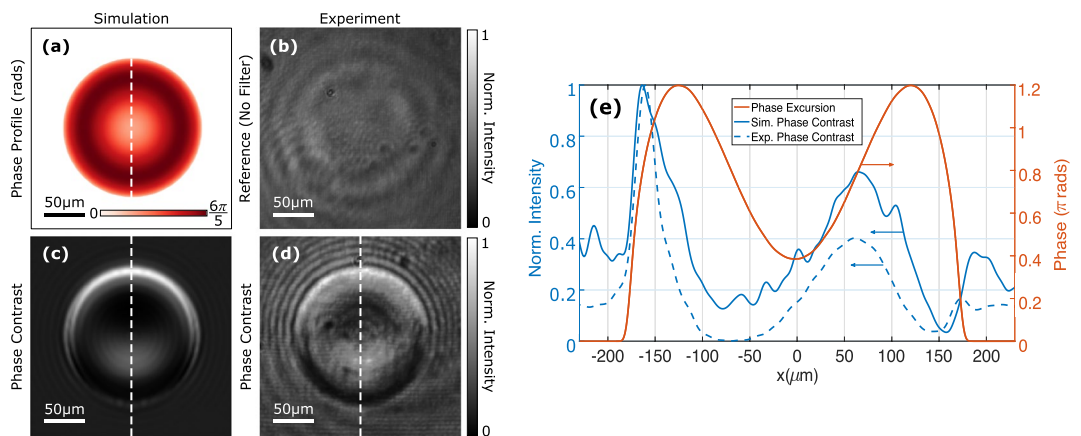 Simulation
Experiment
Phase Profile (rads)
(a)
50μm
0
6π
5
Reference (No Filter)
(b)
50μm
1
Norm. Intensity
0
Phase Contrast
(c)
50μm
Phase Contrast
(d)
50μm
1
Norm. Intensity
0
(e)
Phase Excursion
Sim. Phase Contrast
Exp. Phase Contrast
Norm. Intensity
1
0.8
0.6
0.4
0.2
0
1.2
1
0.8
0.6
0.4
0.2
0
Phase (π rads)
-200 -150 -100 -50 0 50 100 150 200
x(μm)